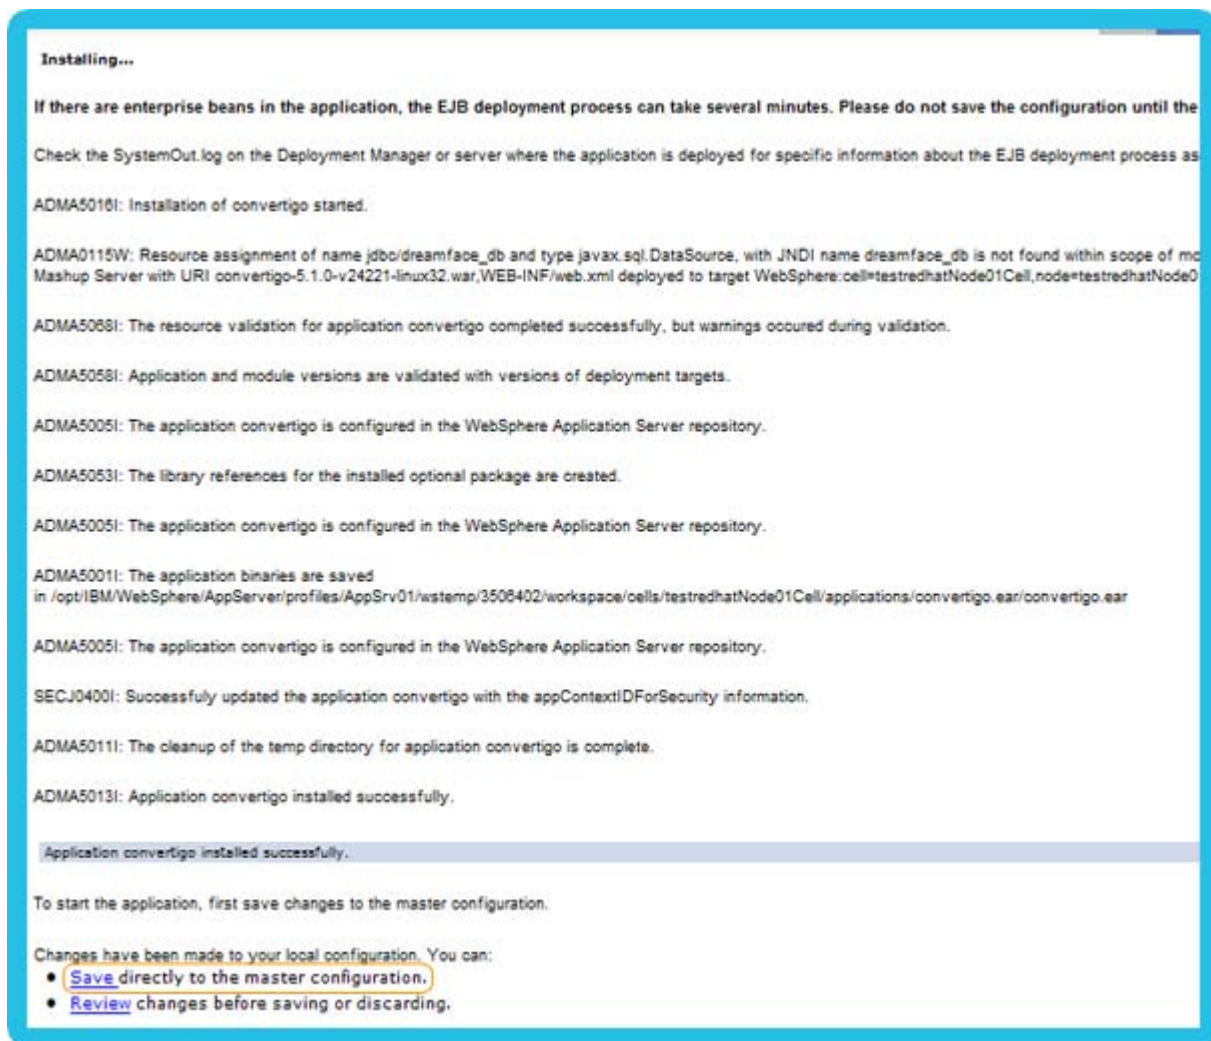 Installing...
If there are enterprise beans in the application, the EJB deployment process can take several minutes. Please do not save the configuration until the
Check the SystemOut.log on the Deployment Manager or server where the application is deployed for specific information about the EJB deployment process as
ADMA5016I: Installation of convertigo started.
ADMA0115W: Resource assignment of name jdbc/dreamface_db and type javax.sql.DataSource, with JNDI name dreamface_db is not found within scope of mo
Mashup Server with URI convertigo-5.1.0-v24221-linux32.war,WEB-INF/web.xml deployed to target WebSphere:cell=testredhatNode01Cell,node=testredhatNode0
ADMA5068I: The resource validation for application convertigo completed successfully, but warnings occured during validation.
ADMA5058I: Application and module versions are validated with versions of deployment targets.
ADMA5005I: The application convertigo is configured in the WebSphere Application Server repository.
ADMA5053I: The library references for the installed optional package are created.
ADMA5005I: The application convertigo is configured in the WebSphere Application Server repository.
ADMA5001I: The application binaries are saved
in /opt/IBM/WebSphere/AppServer/profiles/AppSrv01/wstemp/3506402/workspace/cells/testredhatNode01Cell/applications/convertigo.ear/convertigo.ear
ADMA5005I: The application convertigo is configured in the WebSphere Application Server repository.
SECJ0400I: Successfuly updated the application convertigo with the appContextIDForSecurity information.
ADMA5011I: The cleanup of the temp directory for application convertigo is complete.
ADMA5013I: Application convertigo installed successfully.
Application convertigo installed successfully.
To start the application, first save changes to the master configuration.
Changes have been made to your local configuration. You can:
• Save directly to the master configuration.
• Review changes before saving or discarding.